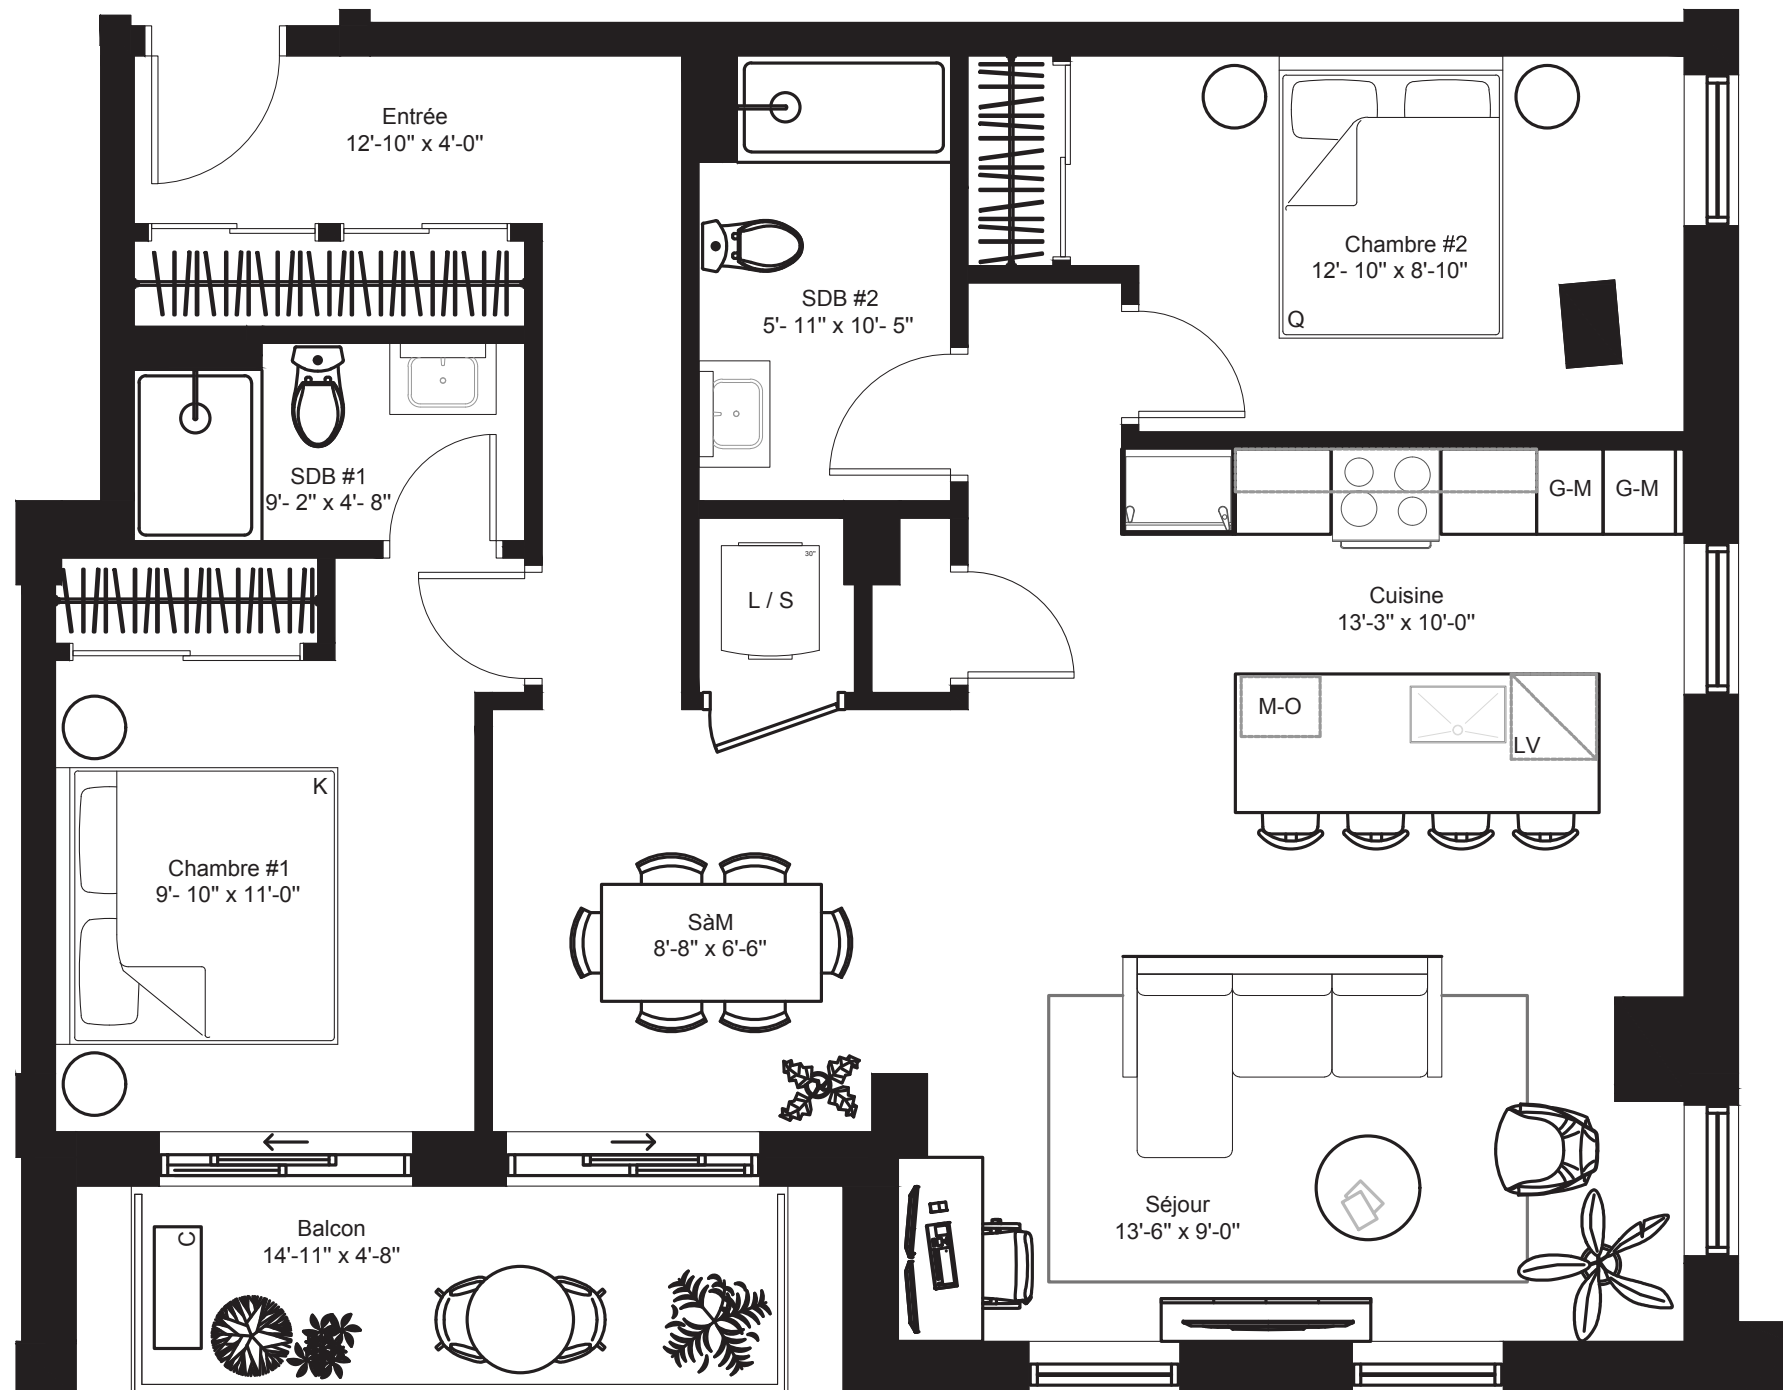 Entrée
12'-10" x 4'-0"
Chambre #2
12'- 10" x 8'-10"
Q
SDB #2
5'- 11" x 10'- 5"
SDB #1
9'- 2" x 4'- 8"
G-M
G-M
30"
L / S
Cuisine
13'-3" x 10'-0"
M-O
LV
K
Chambre #1
9'- 10" x 11'-0"
SàM
8'-8" x 6'-6"
Séjour
13'-6" x 9'-0"
Balcon
14'-11" x 4'-8"
C